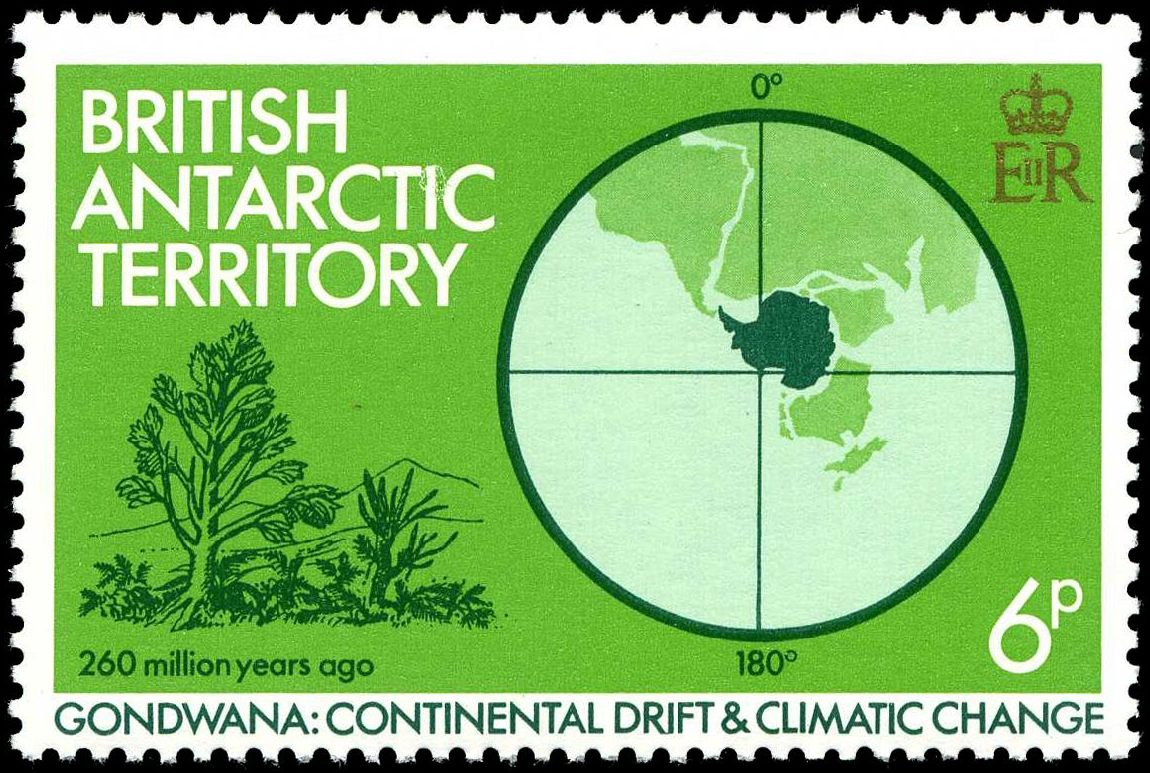 BRITISH
ANTARCTIC
TERRITORY
0°
EIIR
260 million years ago
180°
6p
GONDWANA: CONTINENTAL DRIFT & CLIMATIC CHANGE